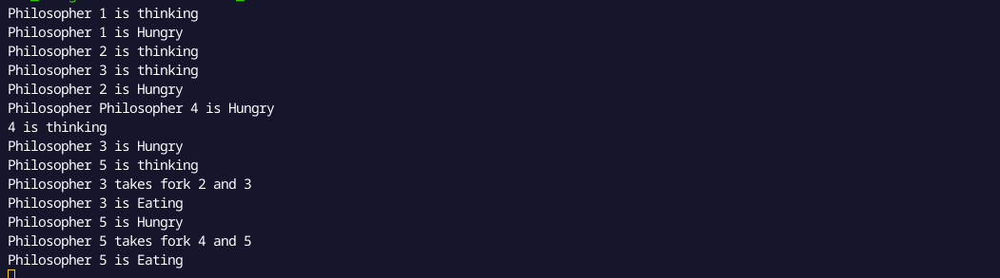 Philosopher 1 is thinking
Philosopher 1 is Hungry
Philosopher 2 is thinking
Philosopher 3 is thinking
Philosopher 2 is Hungry
Philosopher Philosopher 4 is Hungry
4 is thinking
Philosopher 3 is Hungry
Philosopher 5 is thinking
Philosopher 3 takes fork 2 and 3
Philosopher 3 is Eating
Philosopher 5 is Hungry
Philosopher 5 takes fork 4 and 5
Philosopher 5 is Eating